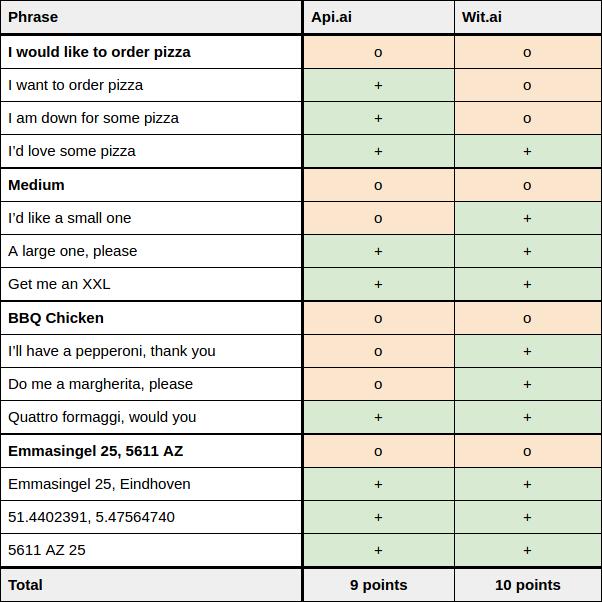 Phrase Api.ai Wit.ai
I would like to order pizza o o
I want to order pizza + o
I am down for some pizza + o
I'd love some pizza + +
Medium o o
I'd like a small one o +
A large one, please + +
Get me an XXL + +
BBQ Chicken o o
I'll have a pepperoni, thank you o +
Do me a margherita, please o +
Quattro formaggi, would you + +
Emmasingel 25, 5611 AZ o o
Emmasingel 25, Eindhoven + +
51.4402391, 5.47564740 + +
5611 AZ 25 + +
Total 9 points 10 points